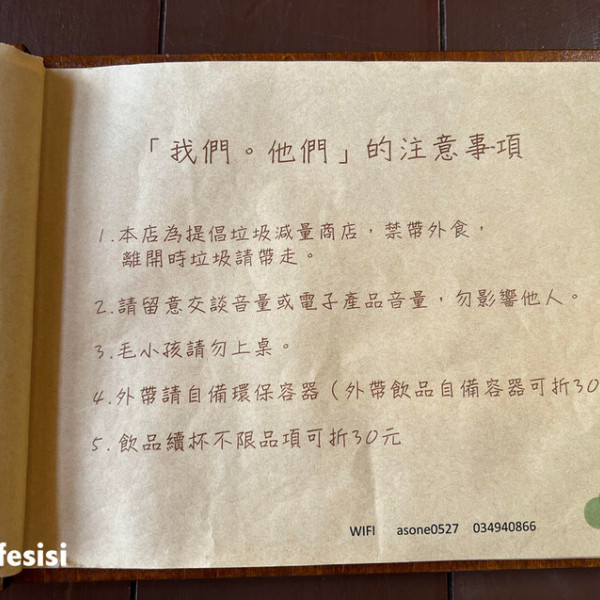 「我們。他們」的注意事項
1.本店為提倡垃圾減量商店，禁帶外食，
離開時垃圾請帶走。
2.請留意交談音量或電子產品音量，勿影響他人。
3.毛小孩請勿上桌。
4.外帶請自備環保容器（外帶飲品自備容器可折30
5.飲品續杯不限品項可折30元
WIFI asone0527 034940866
fesisi